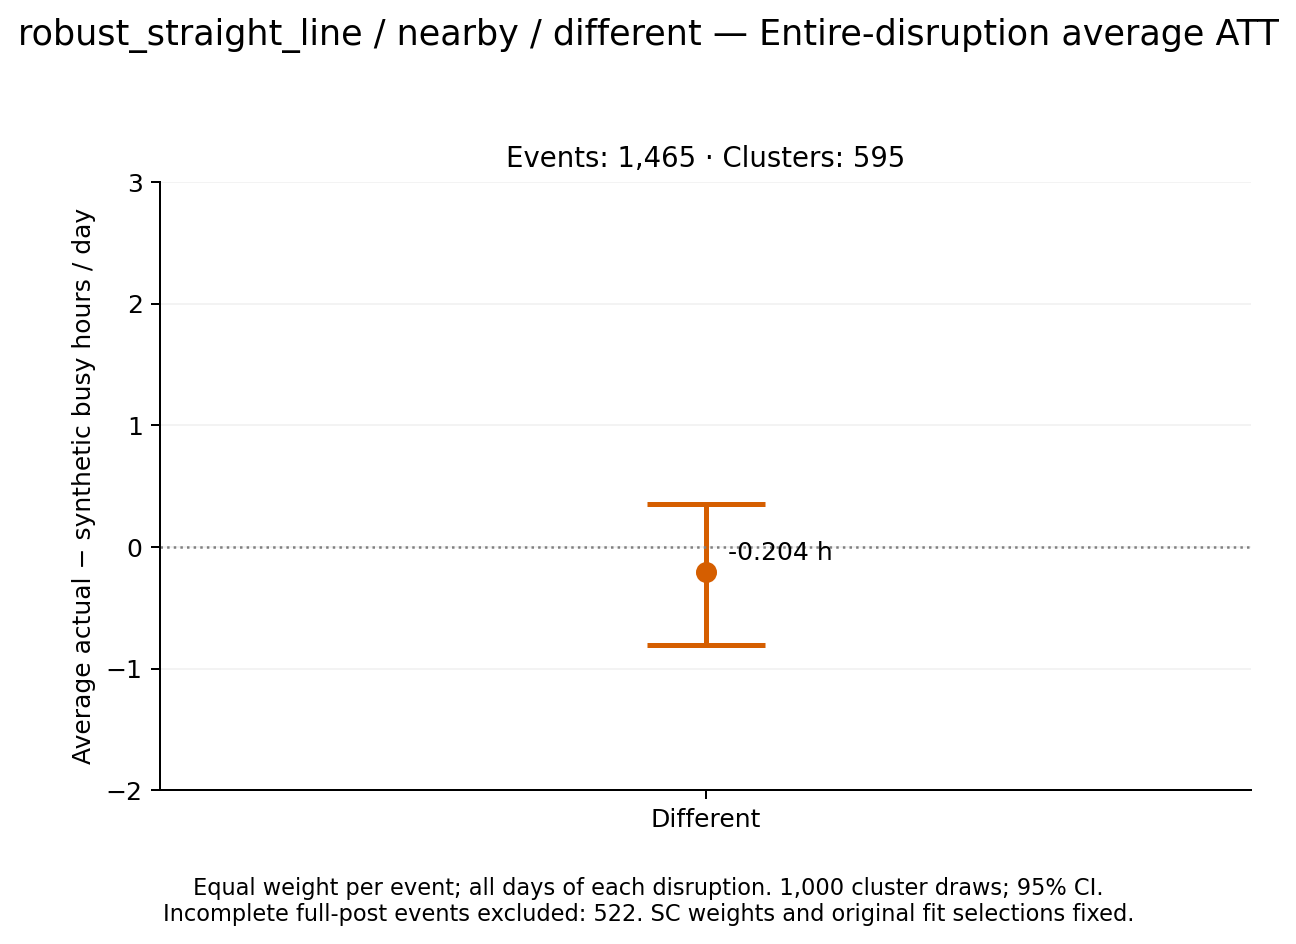 robust_straight_line / nearby / different — Entire-disruption average ATT
Events: 1,465 · Clusters: 595
Average actual − synthetic busy hours / day
3
2
1
0
−1
−2
-0.204 h
Different
Equal weight per event; all days of each disruption. 1,000 cluster draws; 95% CI.
Incomplete full-post events excluded: 522. SC weights and original fit selections fixed.